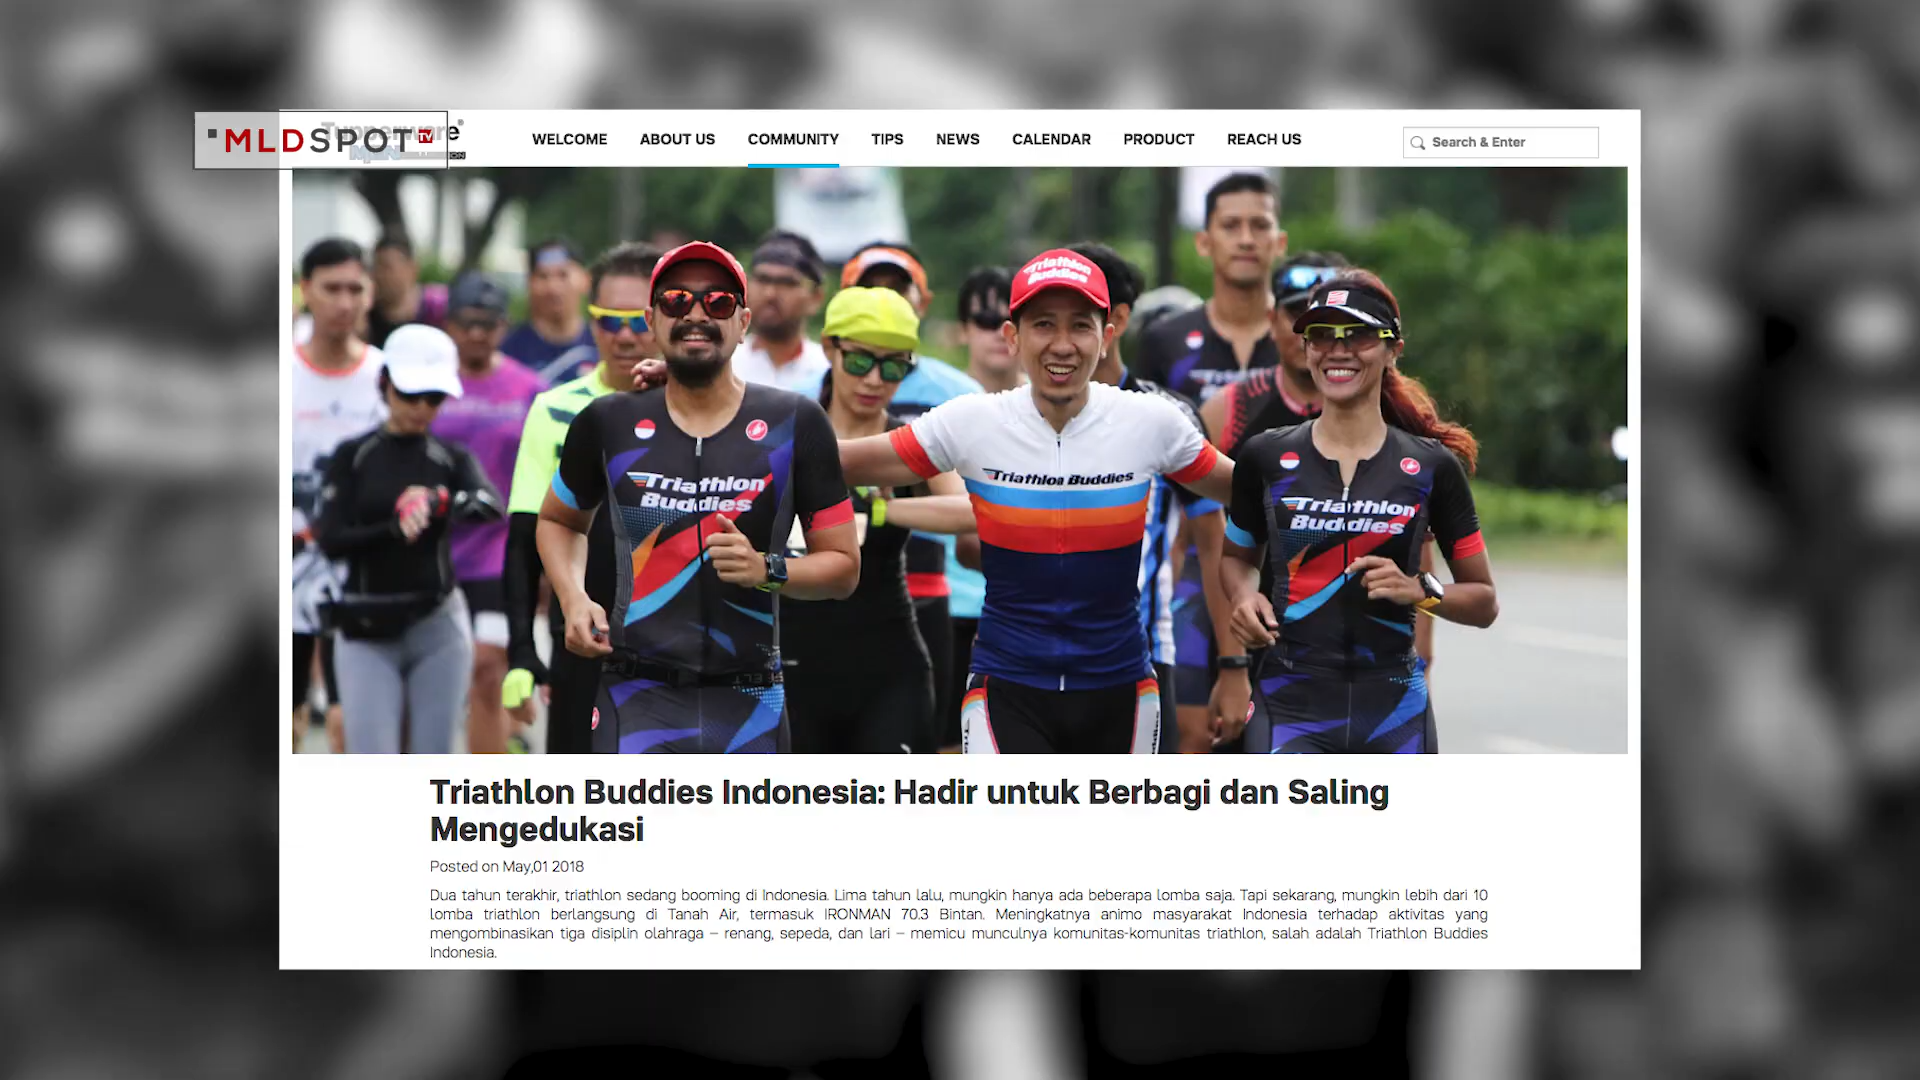 MLDSPOT TV
WELCOME ABOUT US COMMUNITY TIPS NEWS CALENDAR PRODUCT REACH US Search & Enter
Triathlon
Buddies
Triathlon
Buddies
Triathlon Buddies
Triathlon
Buddies
Triathlon Buddies Indonesia: Hadir untuk Berbagi dan Saling
Mengedukasi
Posted on May,01 2018
Dua tahun terakhir, triathlon sedang booming di Indonesia. Lima tahun lalu, mungkin hanya ada beberapa lomba saja. Tapi sekarang, mungkin lebih dari 10
lomba triathlon berlangsung di Tanah Air, termasuk IRONMAN 70.3 Bintan. Meningkatnya animo masyarakat Indonesia terhadap aktivitas yang
mengombinasikan tiga disiplin olahraga – renang, sepeda, dan lari – memicu munculnya komunitas-komunitas triathlon, salah adalah Triathlon Buddies
Indonesia.